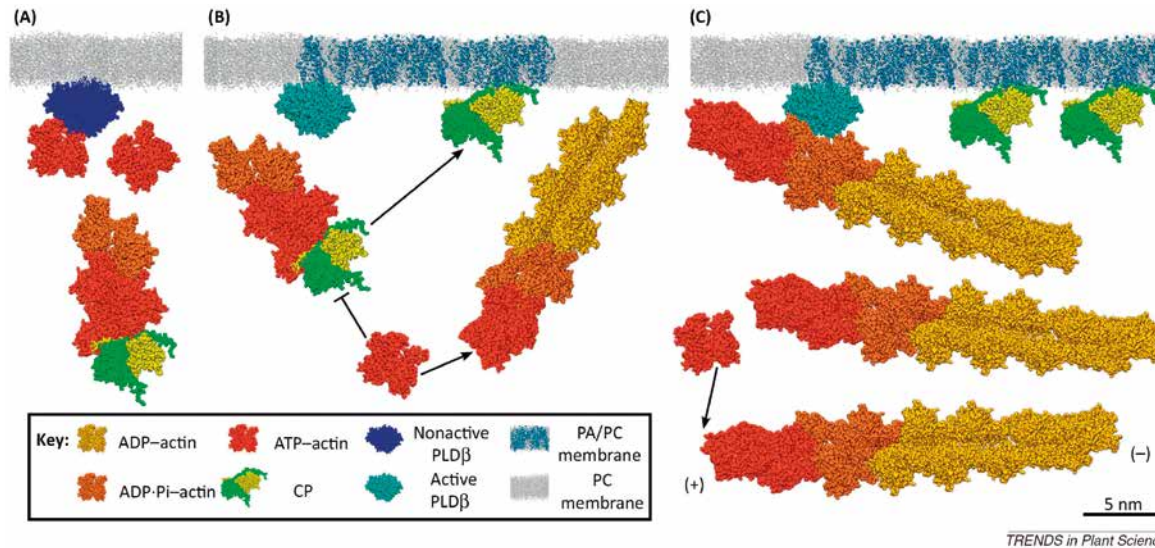 (A)
(B)
(C)
Key:
ADP–actin
ATP–actin
Nonactive
PLDβ
PA/PC
membrane
ADP·Pi–actin
CP
Active
PLDβ
PC
membrane
(+)
(–)
5 nm
TRENDS in Plant Scienc